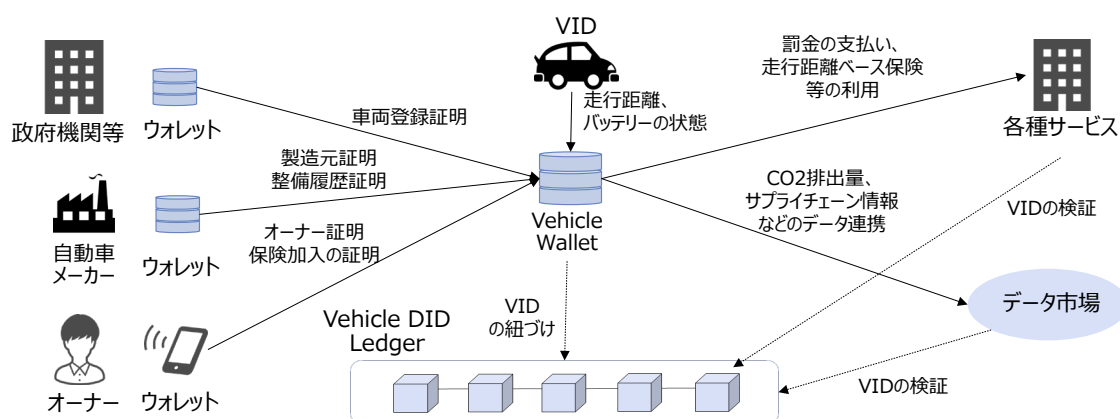 VID
走行距離、
バッテリーの状態
政府機関等
ウォレット
車両登録証明
製造元証明
整備履歴証明
自動車
メーカー
ウォレット
オーナー証明
保険加入の証明
オーナー
ウォレット
Vehicle
Wallet
罰金の支払い、
走行距離ベース保険
等の利用
各種サービス
CO2排出量、
サプライチェーン情報
などのデータ連携
VIDの検証
データ市場
VIDの検証
VID
の紐づけ
Vehicle DID
Ledger